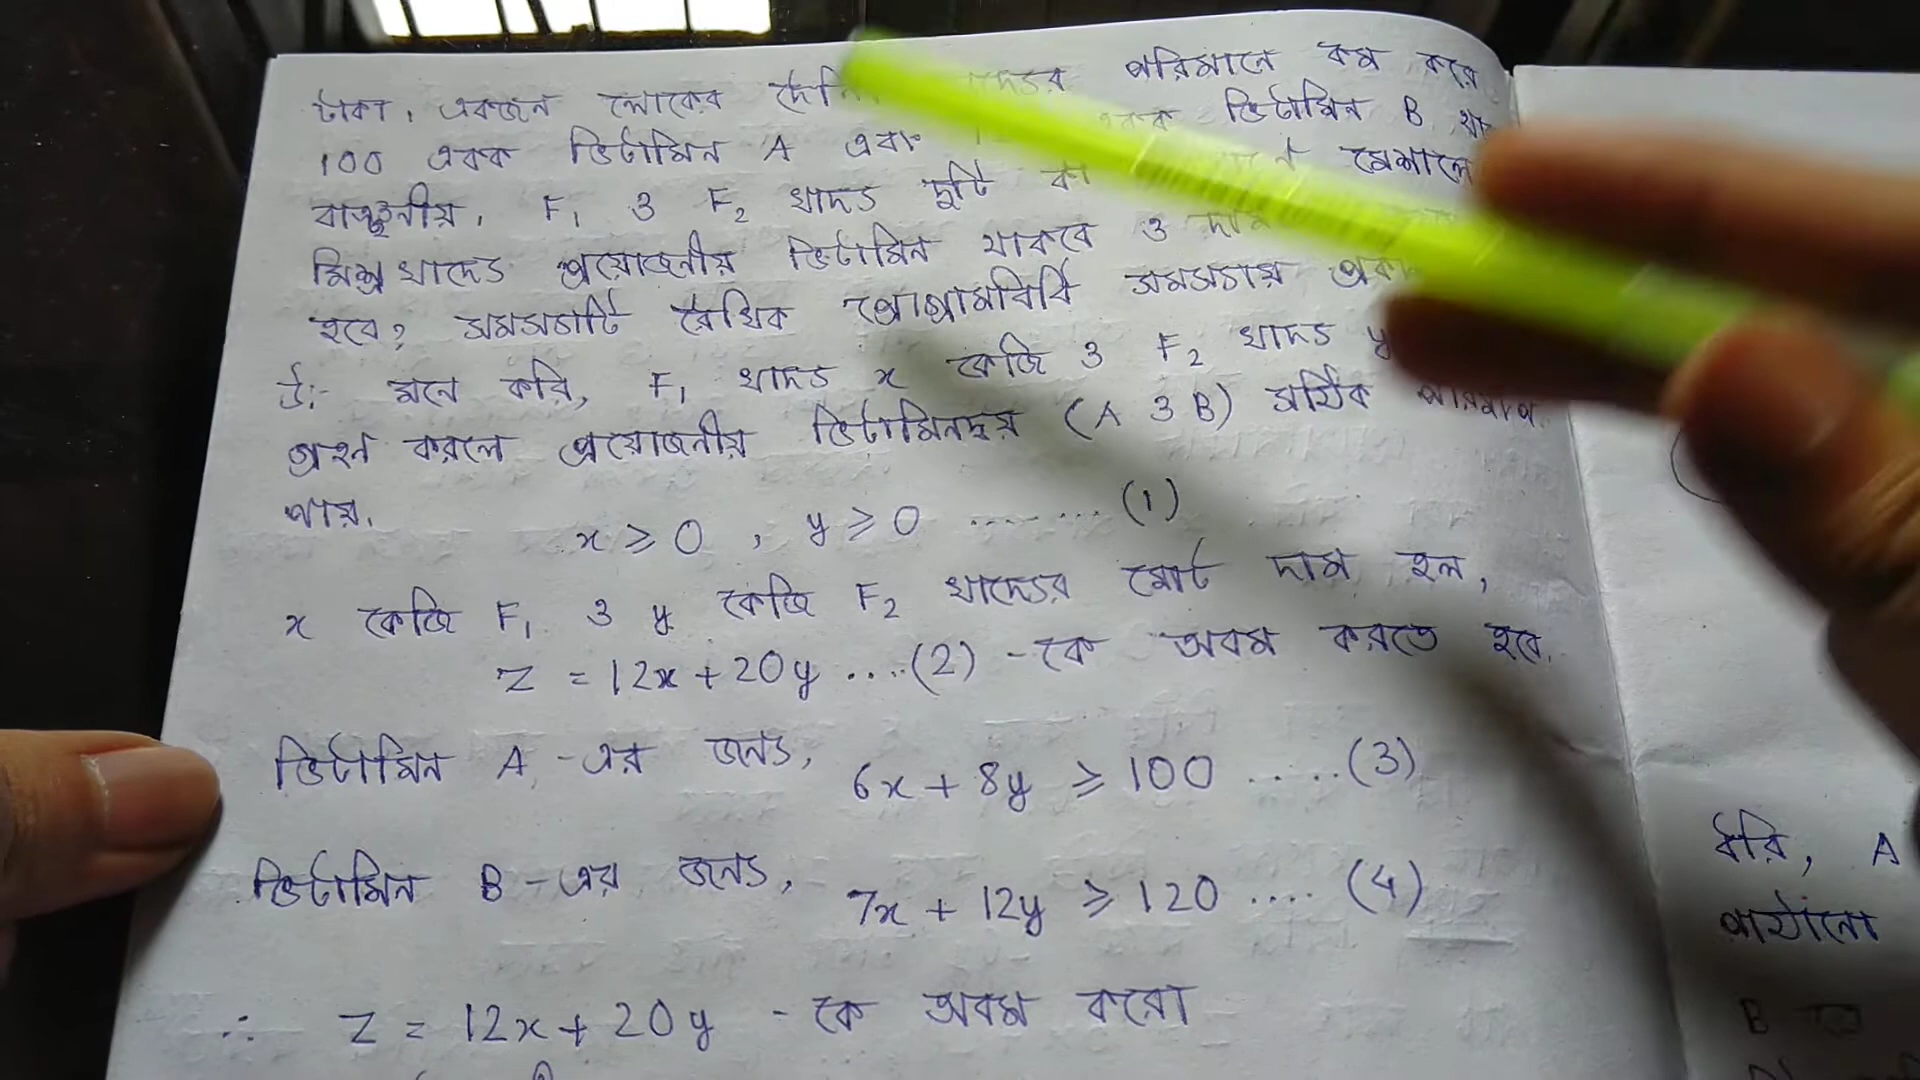 টাকা। একজন লোকের পরিমানে কম করে
100 একক ভিটামিন A এবং একক ভিটামিন B
বাঞ্ছনীয়। F₁ ও F₂ খাদ্য দুটি মেশালে
মিশ্র খাদ্যে প্রয়োজনীয় ভিটামিন থাকবে ও
হবে? সমস্যাটি রৈখিক প্রোগ্রামবিধি সমস্যায়
উঃ- মনে করি, F₁ খাদ্য x কেজি ও F₂ খাদ্য y
গ্রহণ করলে প্রয়োজনীয় ভিটামিনদ্বয় (A ও B) সঠিক পরিমাণ
পায়।
x ≥ 0 , y ≥ 0 ........ (1)
x কেজি F₁ ও y কেজি F₂ খাদ্যের মোট দাম হল,
Z = 12x + 20y ....(2) - কে অবম করতে হবে।
ভিটামিন A -এর জন্য, 6x + 8y ≥ 100 .....(3)
ভিটামিন B -এর জন্য, 7x + 12y ≥ 120 .... (4)
∴ Z = 12x + 20y - কে অবম করো
ধরি, A
পাঠানো
B